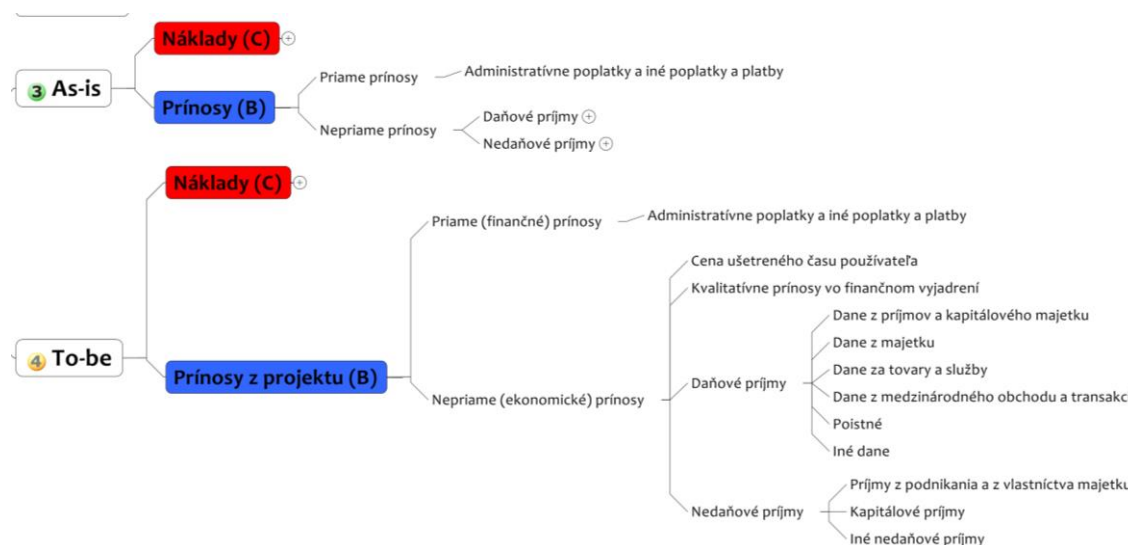 Náklady (C)
3 As-is
Prínosy (B)
Priame prínosy
Administratívne poplatky a iné poplatky a platby
Nepriame prínosy
Daňové príjmy
Nedaňové príjmy
4 To-be
Náklady (C)
Prínosy z projektu (B)
Priame (finančné) prínosy
Administratívne poplatky a iné poplatky a platby
Nepriame (ekonomické) prínosy
Cena ušetreného času používateľa
Kvalitatívne prínosy vo finančnom vyjadrení
Daňové príjmy
Dane z príjmov a kapitálového majetku
Dane z majetku
Dane za tovary a služby
Dane z medzinárodného obchodu a transakc
Poistné
Iné dane
Nedaňové príjmy
Príjmy z podnikania a z vlastníctva majetku
Kapitálové príjmy
Iné nedaňové príjmy